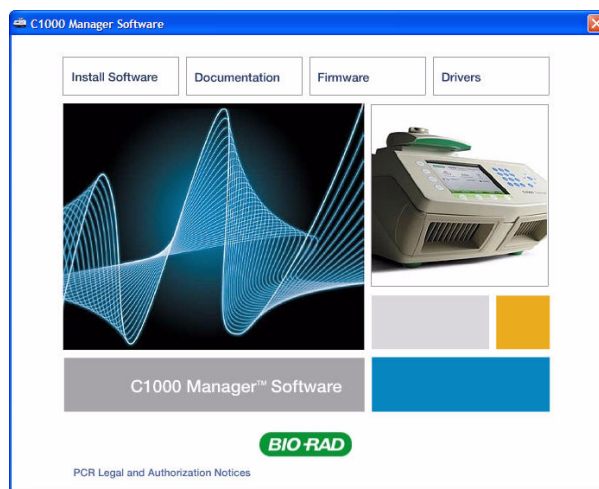 C1000 Manager Software
Install Software
Documentation
Firmware
Drivers
C1000 Manager™ Software
BIO-RAD
PCR Legal and Authorization Notices